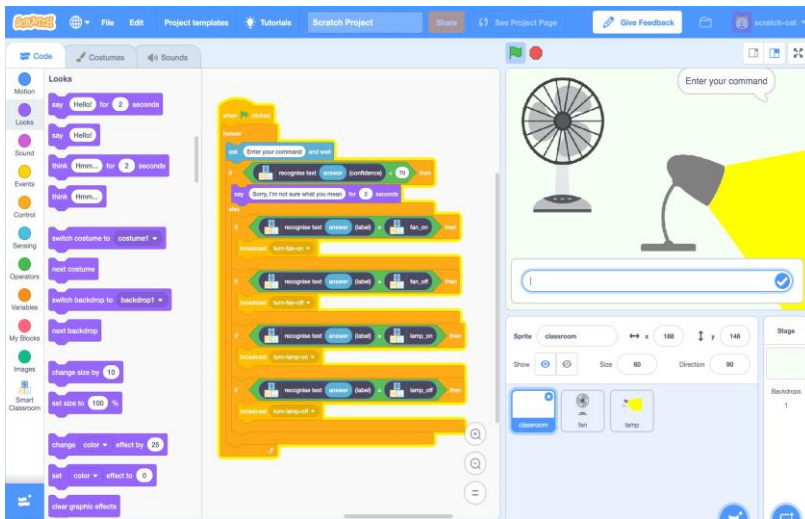 SCRATCH
File Edit Project templates Tutorials Scratch Project Share See Project Page Give Feedback scratch-cat
Code Costumes Sounds
Motion
Looks
Sound
Events
Control
Sensing
Operators
Variables
My Blocks
Images
Smart Classroom
Looks
say Hello! for 2 seconds
say Hello!
think Hmm... for 2 seconds
think Hmm...
switch costume to costume1
next costume
switch backdrop to backdrop1
next backdrop
change size by 10
set size to 100 %
change color effect by 25
set color effect to 0
clear graphic effects
when clicked
forever
ask Enter your command and wait
if recognise text answer (confidence) < 70 then
say Sorry, I'm not sure what you mean for 2 seconds
else
if recognise text answer (label) = fan_on then
broadcast turn-fan-on
if recognise text answer (label) = fan_off then
broadcast turn-fan-off
if recognise text answer (label) = lamp_on then
broadcast turn-lamp-on
if recognise text answer (label) = lamp_off then
broadcast turn-lamp-off
Enter your command
Sprite classroom x 188 y 148
Show Size 60 Direction 90
classroom fan lamp
Stage
Backdrops
1